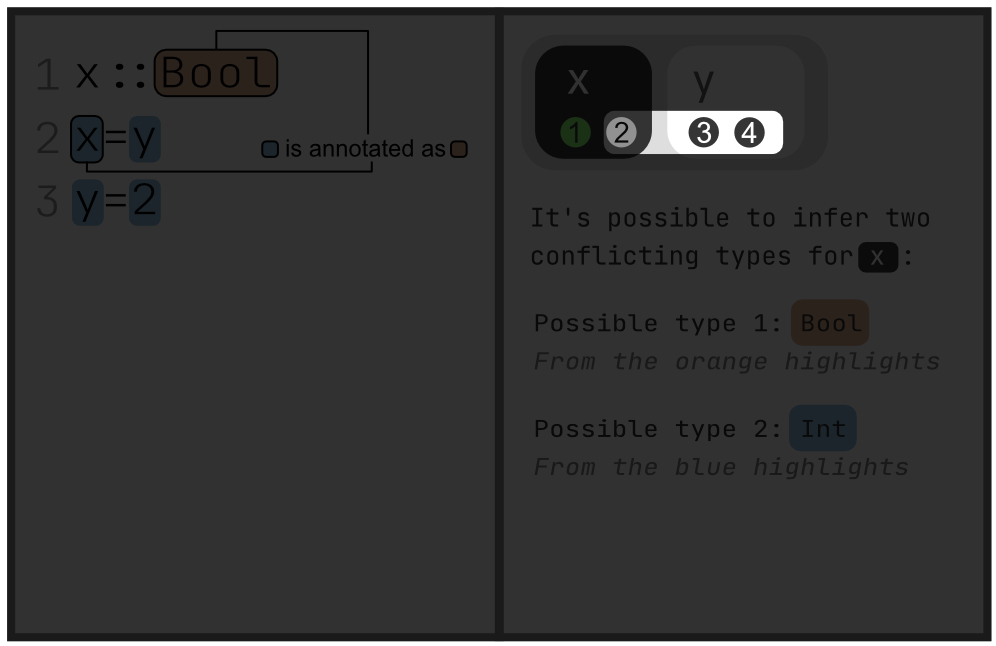 1 x :: Bool
2 x = y
is annotated as
3 y = 2
x y
1 2 3 4
It's possible to infer two
conflicting types for x :
Possible type 1: Bool
From the orange highlights
Possible type 2: Int
From the blue highlights